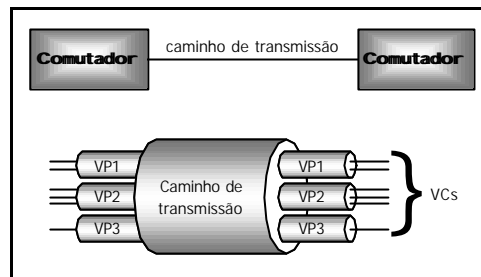 Comutador
caminho de transmissão
Comutador
VP1
VP2
VP3
Caminho de
transmissão
VP1
VP2
VP3
VCs